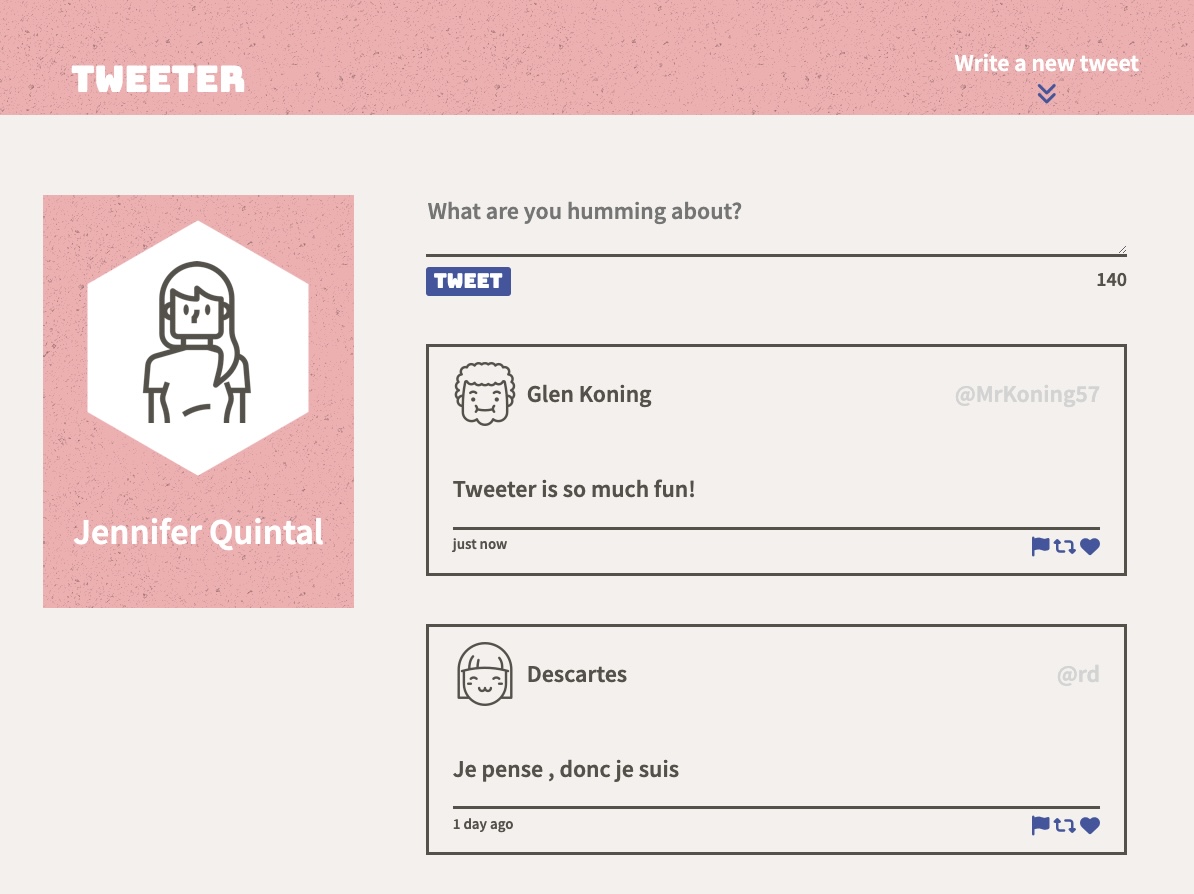 TWEETER
Write a new tweet
Jennifer Quintal
What are you humming about?
TWEET
140
Glen Koning
@MrKoning57
Tweeter is so much fun!
just now
Descartes
@rd
Je pense , donc je suis
1 day ago